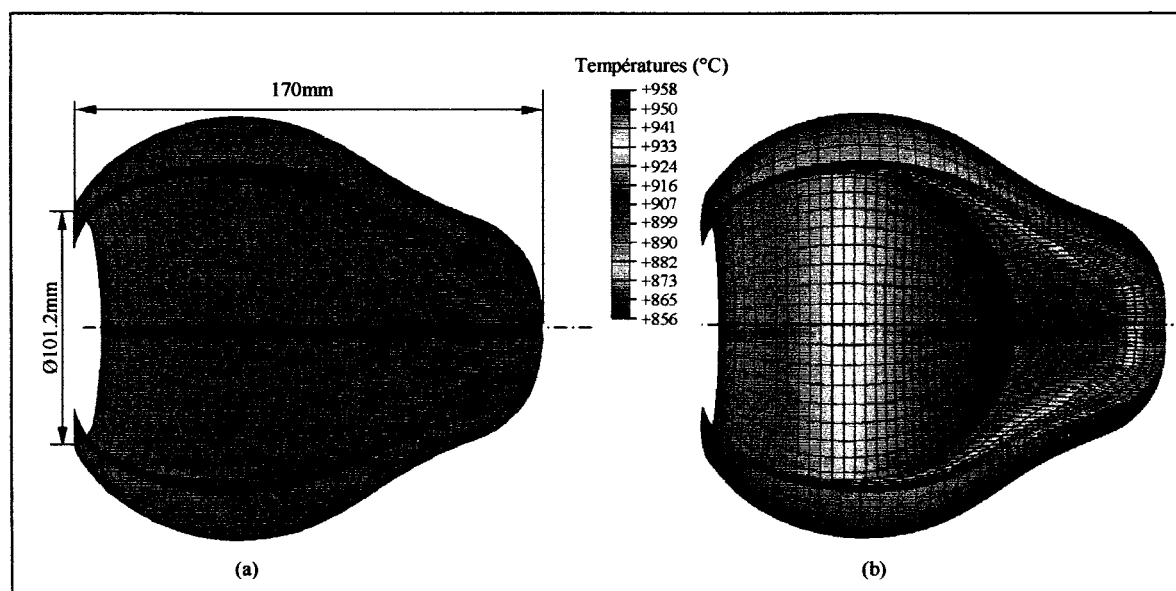 170mm
Ø101.2mm
(a)
Températures (°C)
+958
+950
+941
+933
+924
+916
+907
+899
+890
+882
+873
+865
+856
(b)